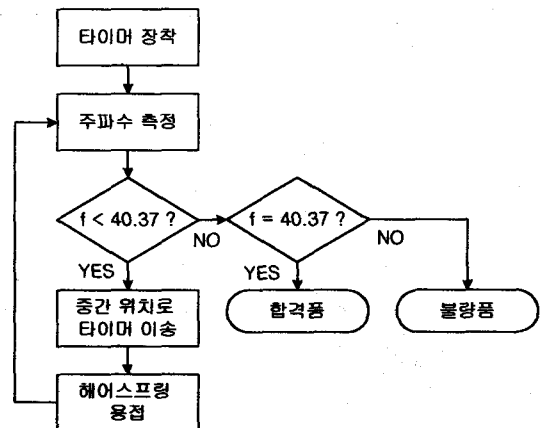 타이머 장착
주파수 측정
f < 40.37 ?
NO
f = 40.37 ?
NO
YES
YES
중간 위치로
타이머 이송
합격품
불량품
헤어스프링
용접